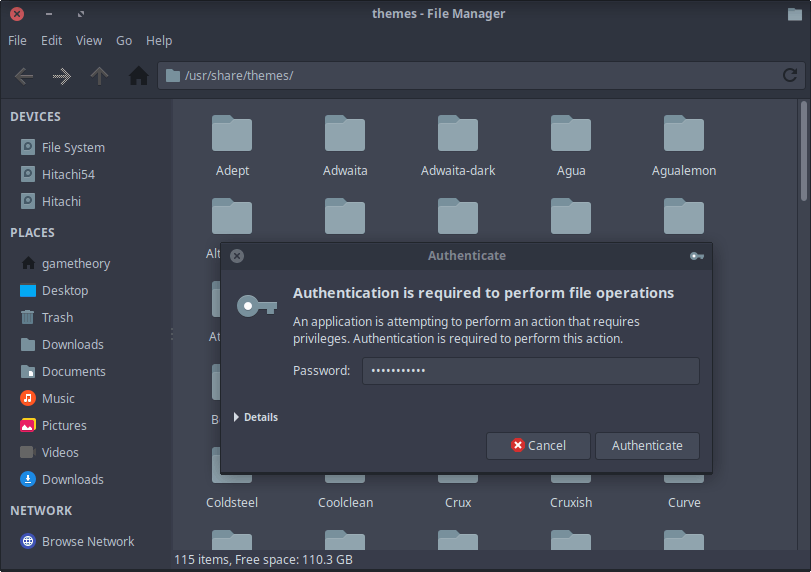 themes - File Manager
File Edit View Go Help
/usr/share/themes/
DEVICES
File System
Hitachi54
Hitachi
PLACES
gametheory
Desktop
Trash
Downloads
Documents
Music
Pictures
Videos
Downloads
NETWORK
Browse Network
Adept Adwaita Adwaita-dark Agua Agualemon
Authenticate
Authentication is required to perform file operations
An application is attempting to perform an action that requires
privileges. Authentication is required to perform this action.
Password: •••••••••••
Details
Cancel Authenticate
Coldsteel Coolclean Crux Cruxish Curve
115 items, Free space: 110.3 GB